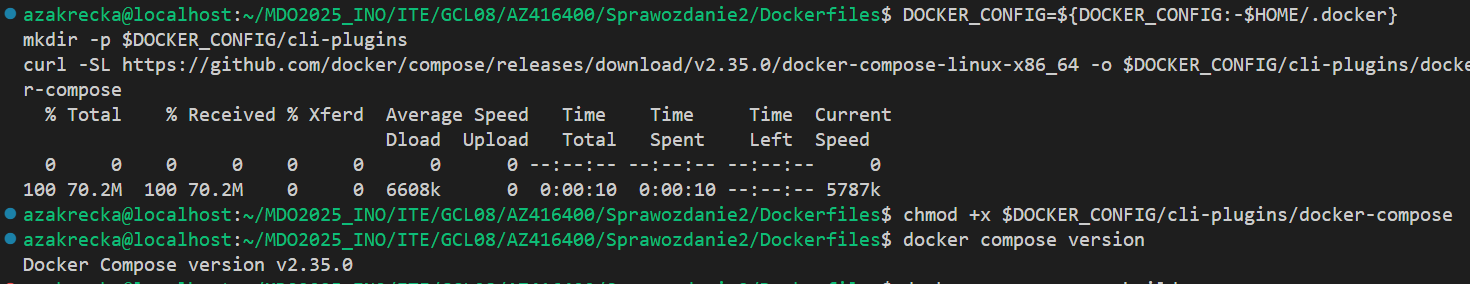 azakrecka@localhost:~/MDO2025_INO/ITE/GCL08/AZ416400/Sprawozdanie2/Dockerfiles$ DOCKER_CONFIG=${DOCKER_CONFIG:-$HOME/.docker}
mkdir -p $DOCKER_CONFIG/cli-plugins
curl -SL https://github.com/docker/compose/releases/download/v2.35.0/docker-compose-linux-x86_64 -o $DOCKER_CONFIG/cli-plugins/docke
r-compose
  % Total    % Received % Xferd  Average Speed   Time    Time     Time  Current
                                 Dload  Upload   Total   Spent    Left  Speed
  0     0    0     0    0     0      0      0 --:--:-- --:--:-- --:--:--     0
100 70.2M  100 70.2M    0     0  6608k      0  0:00:10  0:00:10 --:--:-- 5787k
azakrecka@localhost:~/MDO2025_INO/ITE/GCL08/AZ416400/Sprawozdanie2/Dockerfiles$ chmod +x $DOCKER_CONFIG/cli-plugins/docker-compose
azakrecka@localhost:~/MDO2025_INO/ITE/GCL08/AZ416400/Sprawozdanie2/Dockerfiles$ docker compose version
Docker Compose version v2.35.0